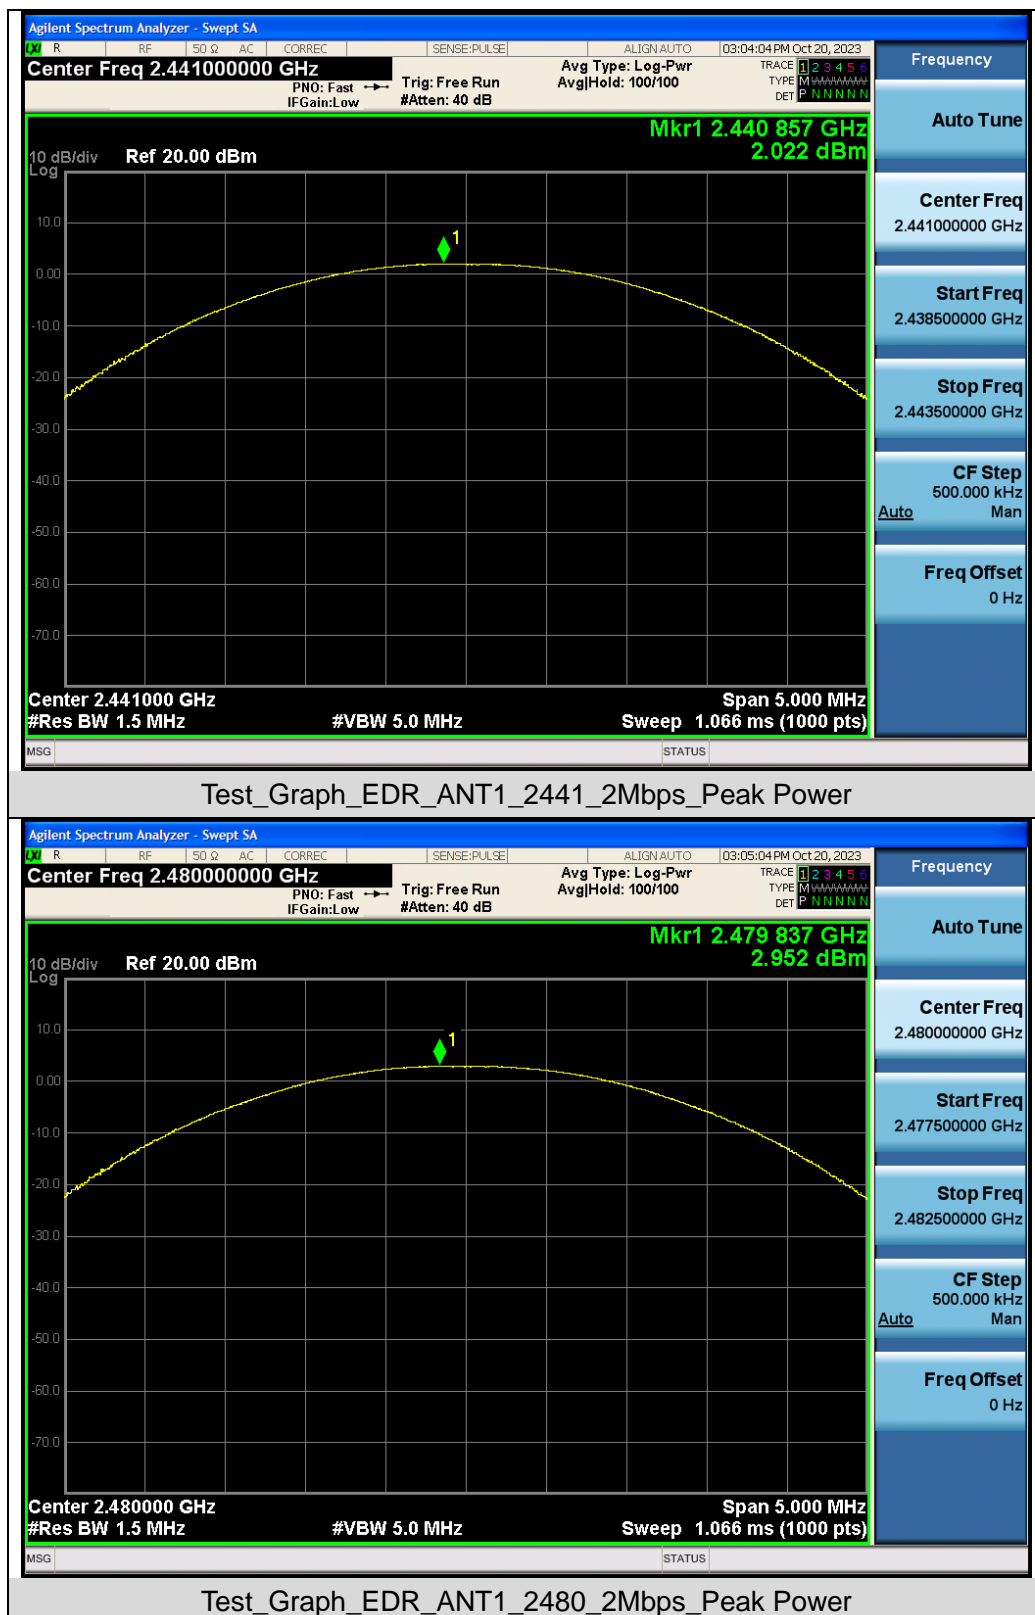 Agilent Spectrum Analyzer - Swept SA
LXI R RF 50 Ω AC CORREC SENSE:PULSE ALIGN AUTO 03:04:04 PM Oct 20, 2023
Center Freq 2.441000000 GHz
PNO: Fast
IFGain:Low
Trig: Free Run
#Atten: 40 dB
Avg Type: Log-Pwr
Avg|Hold: 100/100
TRACE 1 2 3 4 5 6
TYPE M
DET P N N N N N
Frequency
Auto Tune
Mkr1 2.440 857 GHz
2.022 dBm
10 dB/div Ref 20.00 dBm
Log
1
10.0
0.00
-10.0
-20.0
-30.0
-40.0
-50.0
-60.0
-70.0
Center Freq
2.441000000 GHz
Start Freq
2.438500000 GHz
Stop Freq
2.443500000 GHz
CF Step
500.000 kHz
Auto Man
Freq Offset
0 Hz
Center 2.441000 GHz Span 5.000 MHz
#Res BW 1.5 MHz #VBW 5.0 MHz Sweep 1.066 ms (1000 pts)
MSG STATUS
Test_Graph_EDR_ANT1_2441_2Mbps_Peak Power
Agilent Spectrum Analyzer - Swept SA
LXI R RF 50 Ω AC CORREC SENSE:PULSE ALIGN AUTO 03:05:04 PM Oct 20, 2023
Center Freq 2.480000000 GHz
PNO: Fast
IFGain:Low
Trig: Free Run
#Atten: 40 dB
Avg Type: Log-Pwr
Avg|Hold: 100/100
TRACE 1 2 3 4 5 6
TYPE M
DET P N N N N N
Frequency
Auto Tune
Mkr1 2.479 837 GHz
2.952 dBm
10 dB/div Ref 20.00 dBm
Log
1
10.0
0.00
-10.0
-20.0
-30.0
-40.0
-50.0
-60.0
-70.0
Center Freq
2.480000000 GHz
Start Freq
2.477500000 GHz
Stop Freq
2.482500000 GHz
CF Step
500.000 kHz
Auto Man
Freq Offset
0 Hz
Center 2.480000 GHz Span 5.000 MHz
#Res BW 1.5 MHz #VBW 5.0 MHz Sweep 1.066 ms (1000 pts)
MSG STATUS
Test_Graph_EDR_ANT1_2480_2Mbps_Peak Power